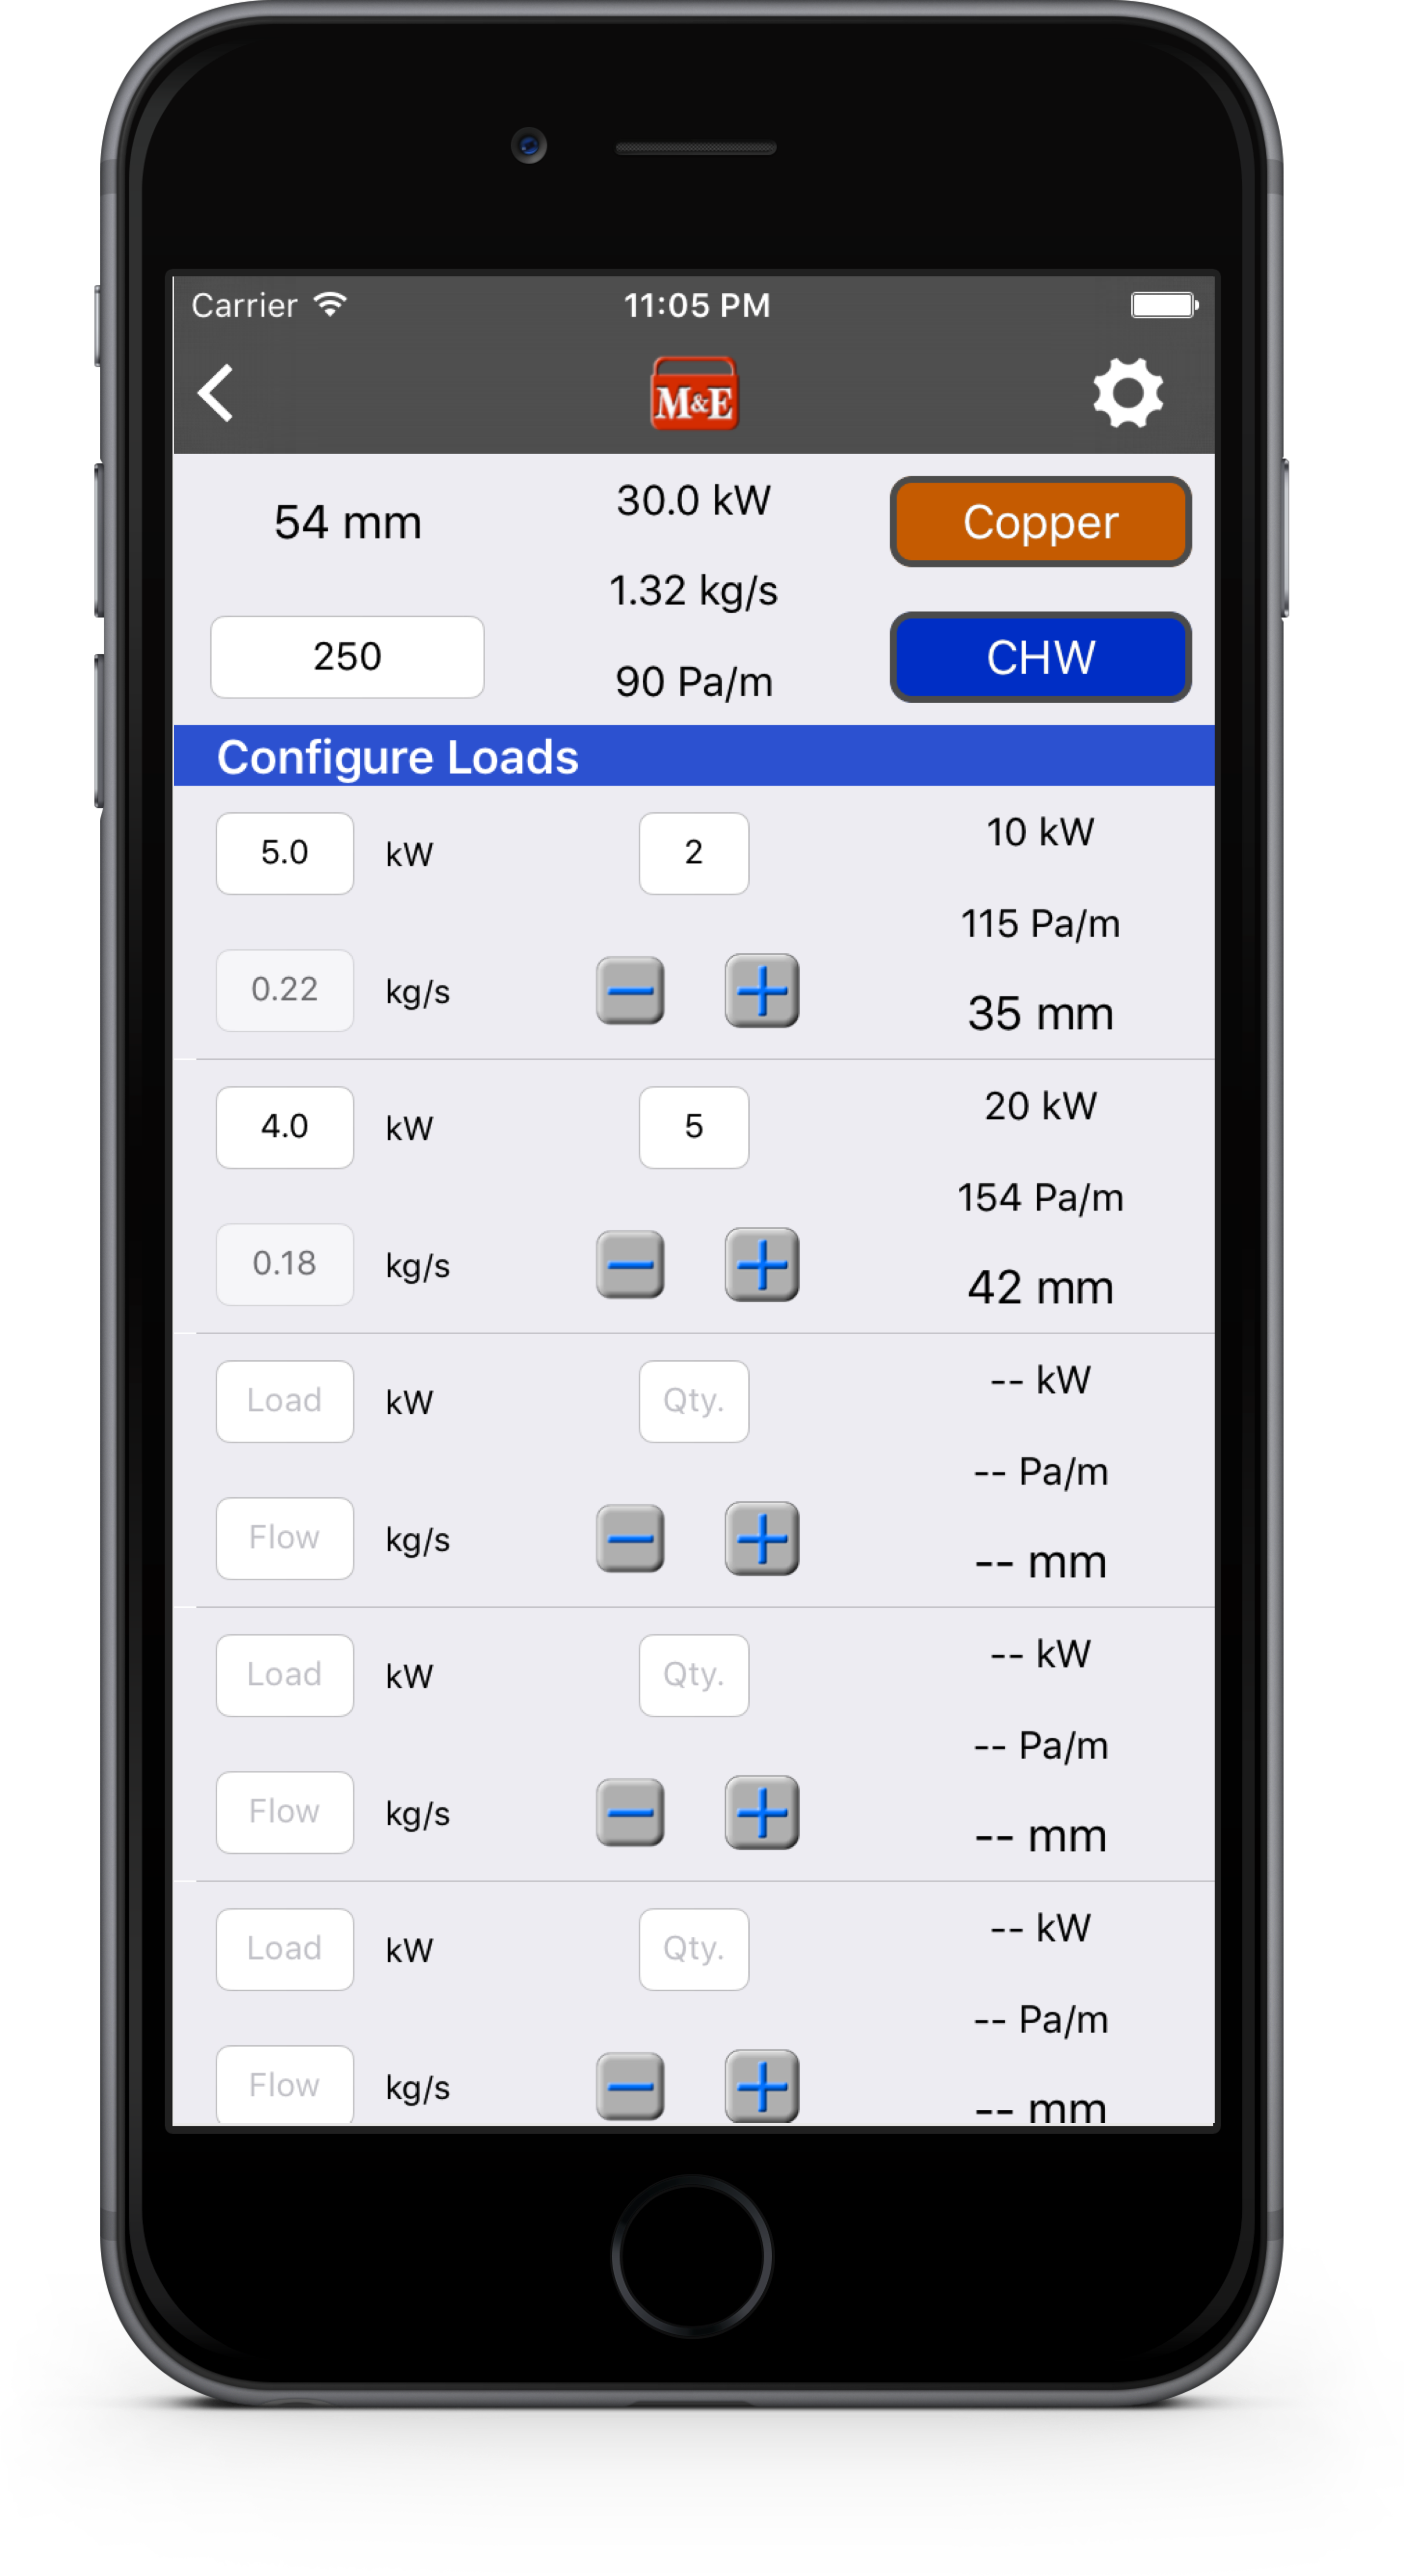 Carrier 11:05 PM
M&E
54 mm 30.0 kW Copper
1.32 kg/s
250 90 Pa/m CHW
Configure Loads
5.0 kW 2 10 kW
115 Pa/m
0.22 kg/s 35 mm
4.0 kW 5 20 kW
154 Pa/m
0.18 kg/s 42 mm
Load kW Qty. -- kW
-- Pa/m
Flow kg/s -- mm
Load kW Qty. -- kW
-- Pa/m
Flow kg/s -- mm
Load kW Qty. -- kW
-- Pa/m
Flow kg/s -- mm